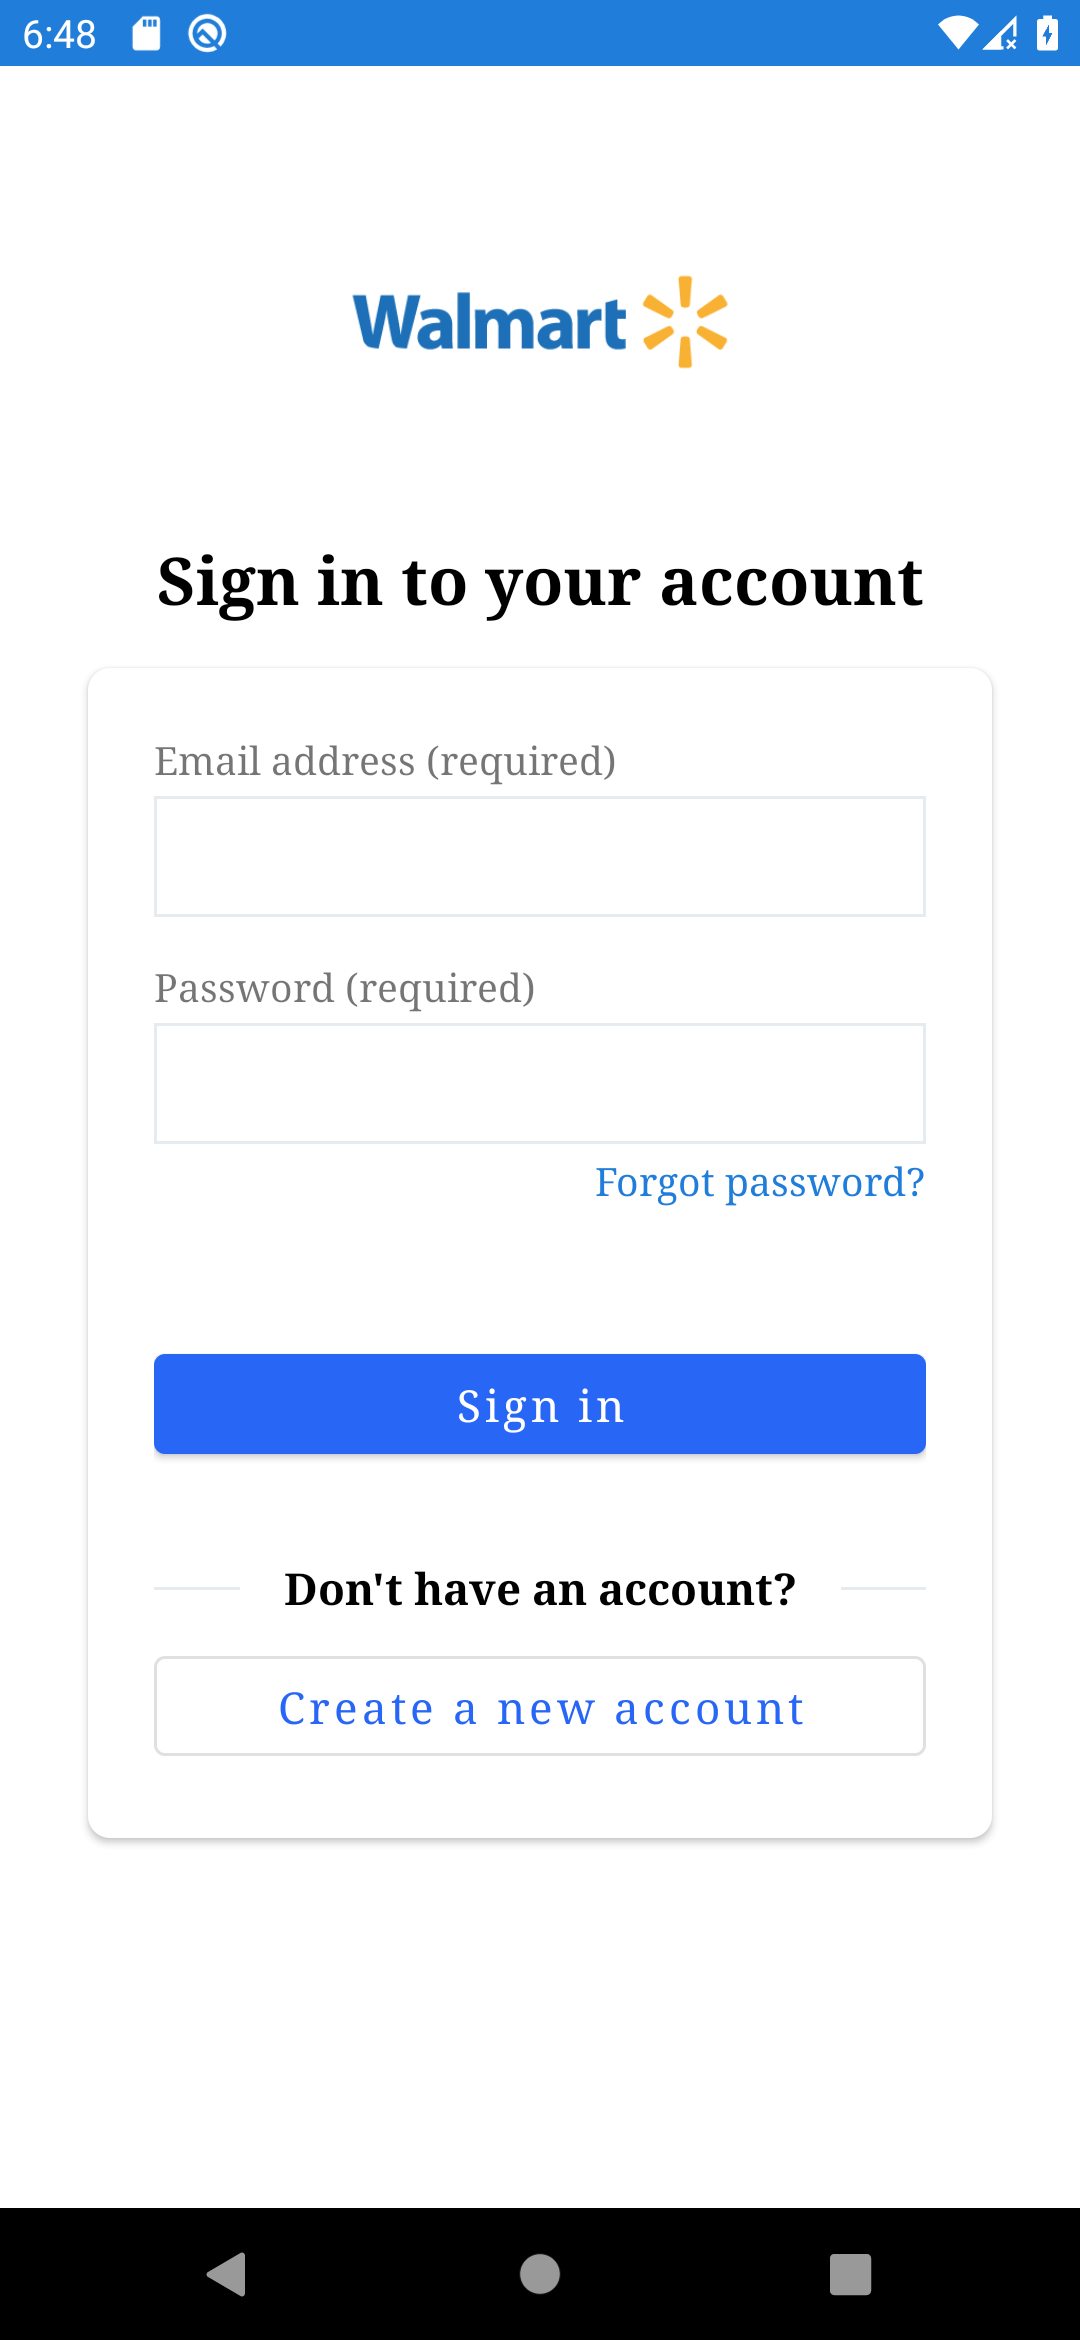 6:48
Walmart
Sign in to your account
Email address (required)
Password (required)
Forgot password?
Sign in
Don't have an account?
Create a new account